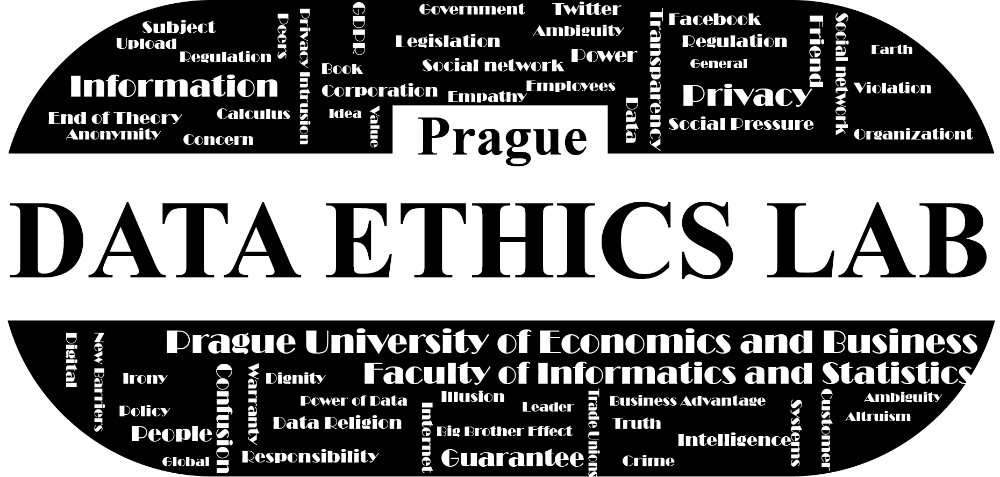 Government
Twitter
Subject
Upload
Regulation
Peers
Privacy Intrusion
GDPR
Legislation
Ambiguity
Transparency
Facebook
Regulation
General
Friend
Social network
Earth
Book
Social network
Power
Information
Corporation
Empathy
Employees
Privacy
Violation
End of Theory
Calculus
Idea
Value
Data
Social Pressure
Anonymity
Concern
Organizationt
Prague
DATA ETHICS LAB
Digital
New Barriers
Prague University of Economics and Business
Faculty of Informatics and Statistics
Irony
Confusion
Warranty
Dignity
Power of Data
Illusion
Leader
Trade Unions
Business Advantage
Systems
Customer
Ambiguity
Policy
Data Religion
Internet
Truth
Altruism
People
Big Brother Effect
Intelligence
Global
Responsibility
Guarantee
Crime